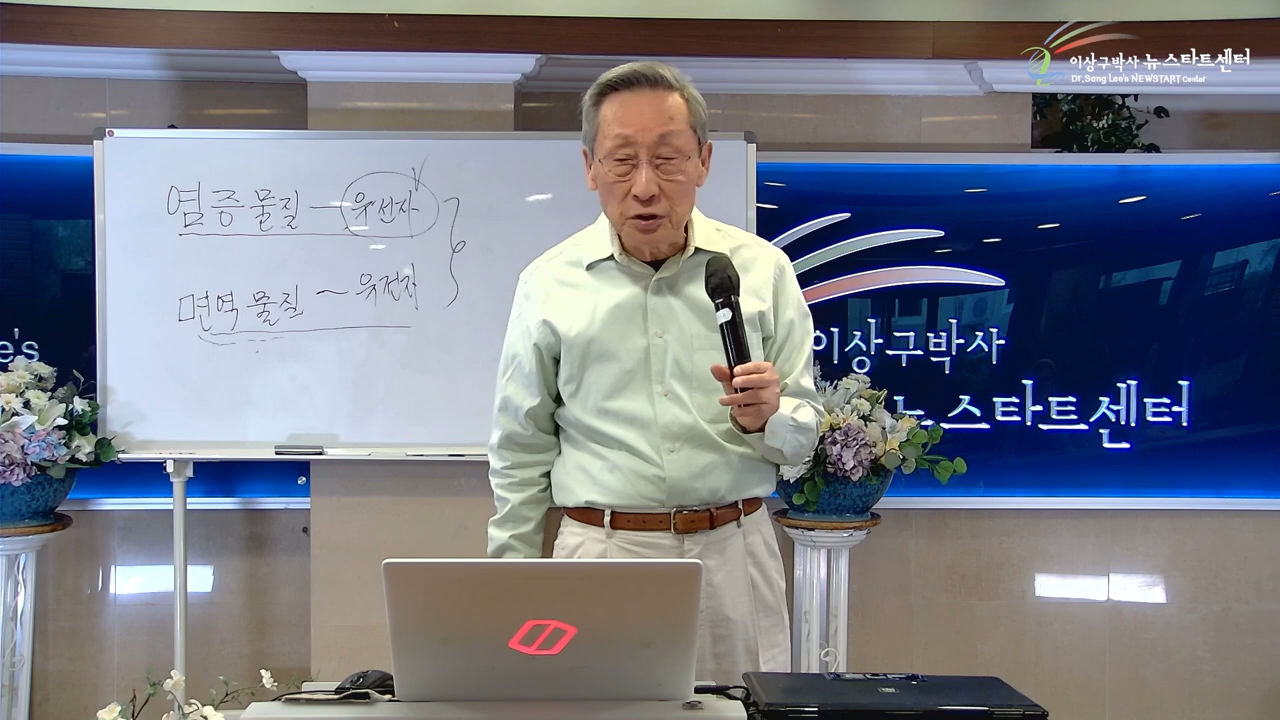 이상구박사 뉴스타트센터
Dr. Sang Lee's NEWSTART Center
염증물질 ㅡ 유전자
면역물질 ~ 유전자
e's
이상구박사
뉴스타트센터